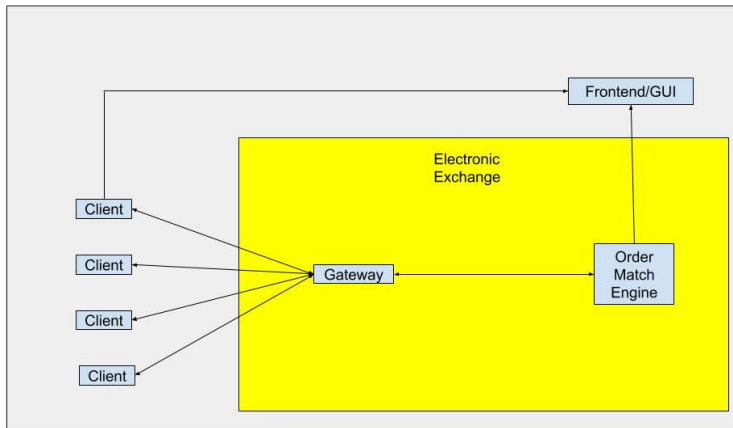 Frontend/GUI
Electronic
Exchange
Client
Client
Client
Client
Gateway
Order
Match
Engine